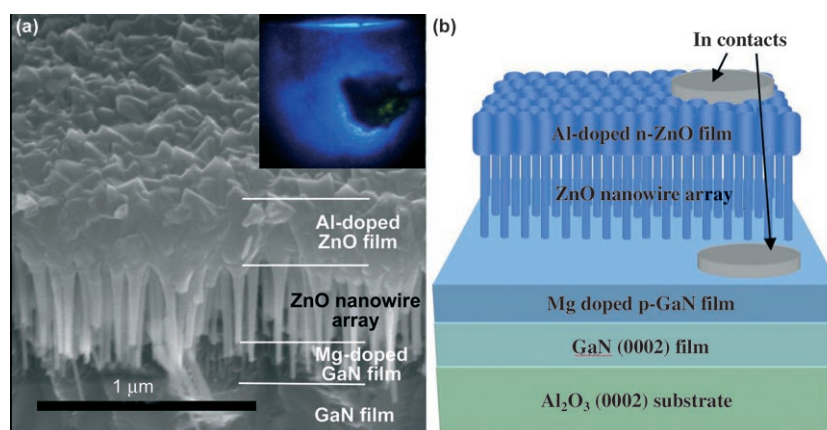 (a)
Al-doped
ZnO film
ZnO nanowire
array
Mg-doped
GaN film
1 μm
GaN film
(b)
In contacts
Al-doped n-ZnO film
ZnO nanowire array
Mg doped p-GaN film
GaN (0002) film
Al₂O₃ (0002) substrate